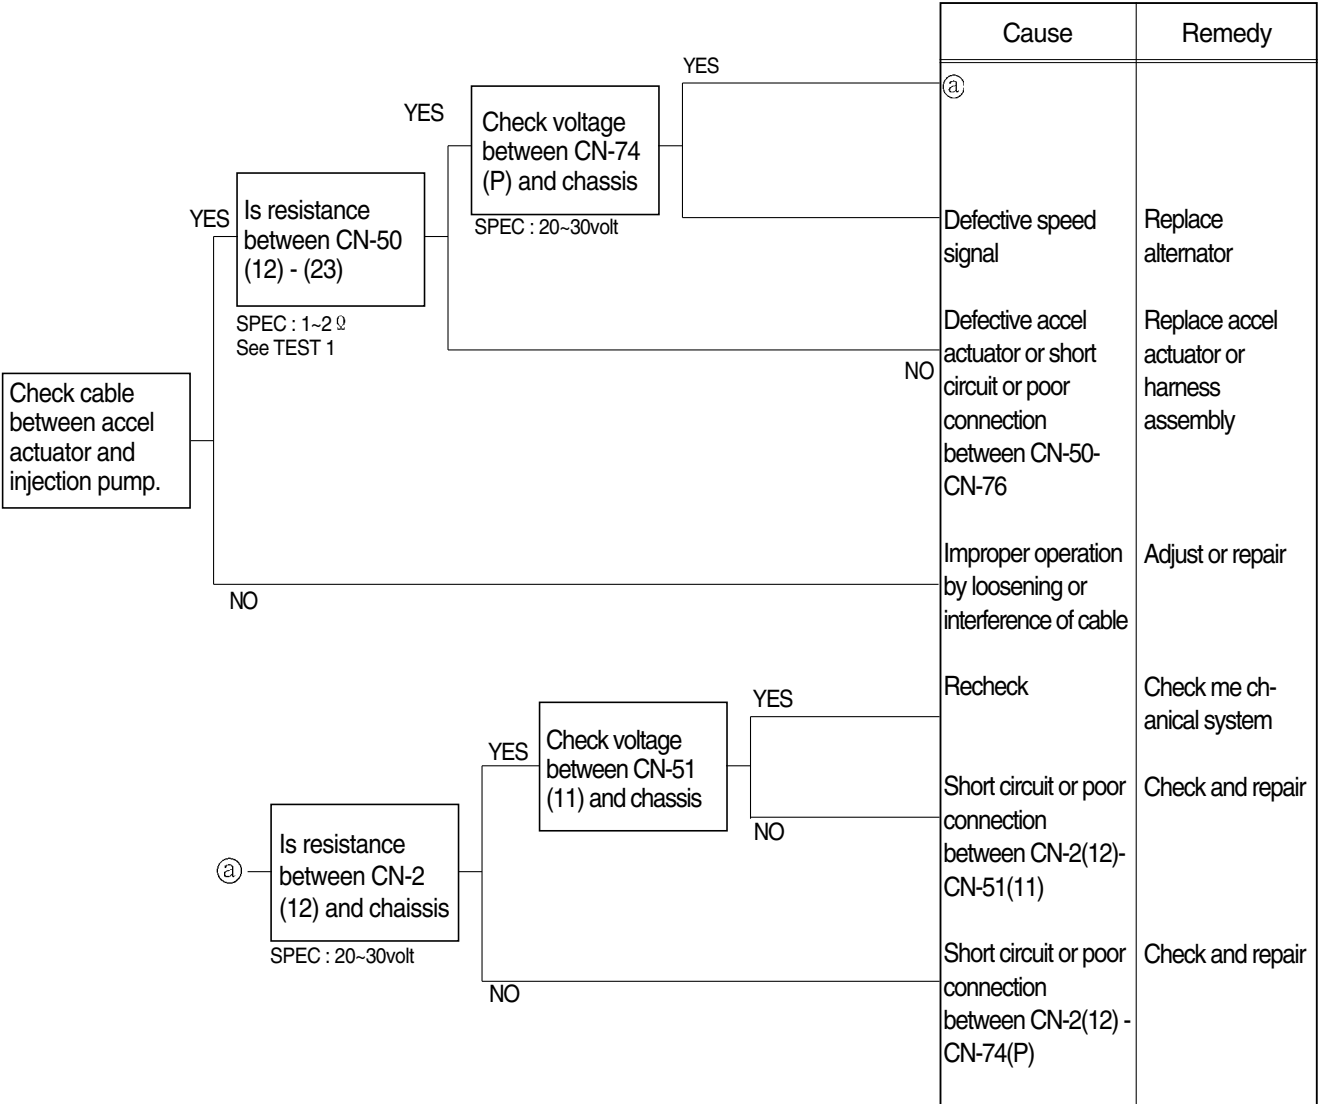 Cause
Remedy
YES
ⓐ
YES
Check voltage
between CN-74
(P) and chassis
SPEC : 20~30volt
YES
Is resistance
between CN-50
(12) - (23)
SPEC : 1~2 Ω
See TEST 1
Defective speed
signal
Replace
alternator
Defective accel
actuator or short
circuit or poor
connection
between CN-50-
CN-76
Replace accel
actuator or
harness
assembly
NO
Check cable
between accel
actuator and
injection pump.
Improper operation
by loosening or
interference of cable
Adjust or repair
NO
Recheck
Check me ch-
anical system
YES
YES
Check voltage
between CN-51
(11) and chassis
Short circuit or poor
connection
between CN-2(12)-
CN-51(11)
Check and repair
NO
ⓐ
Is resistance
between CN-2
(12) and chaissis
SPEC : 20~30volt
Short circuit or poor
connection
between CN-2(12) -
CN-74(P)
Check and repair
NO